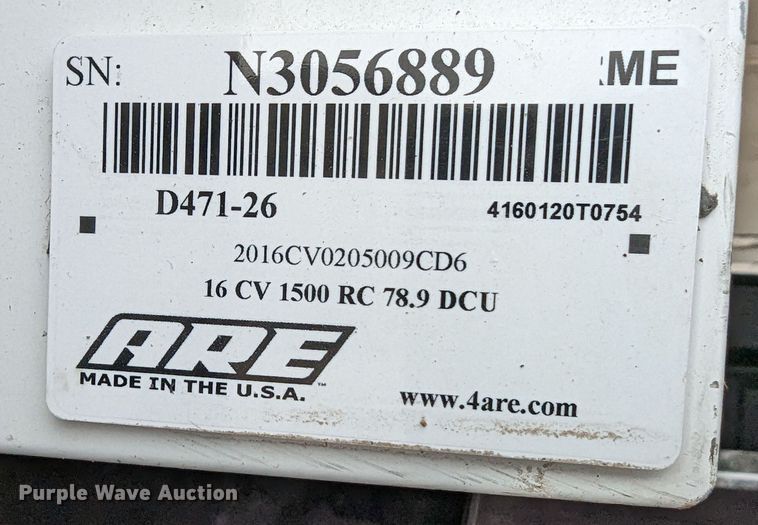 SN: N3056889 :ME
D471-26 4160120T0754
2016CV0205009CD6
16 CV 1500 RC 78.9 DCU
ARE
MADE IN THE U.S.A. ™
www.4are.com
Purple Wave Auction